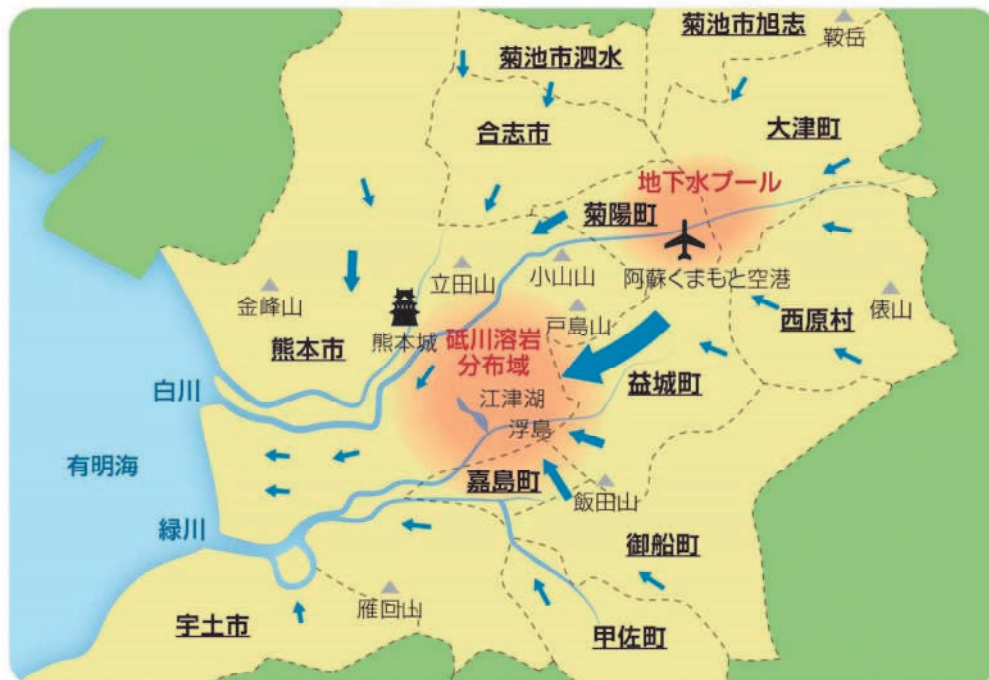 菊池市旭志
鞍岳
菊池市泗水
合志市
大津町
地下水プール
菊陽町
阿蘇くまもと空港
立田山
小山山
金峰山
俵山
西原村
戸島山
熊本城
熊本市
砥川溶岩
分布域
益城町
白川
江津湖
浮島
有明海
嘉島町
飯田山
緑川
御船町
雁回山
宇土市
甲佐町